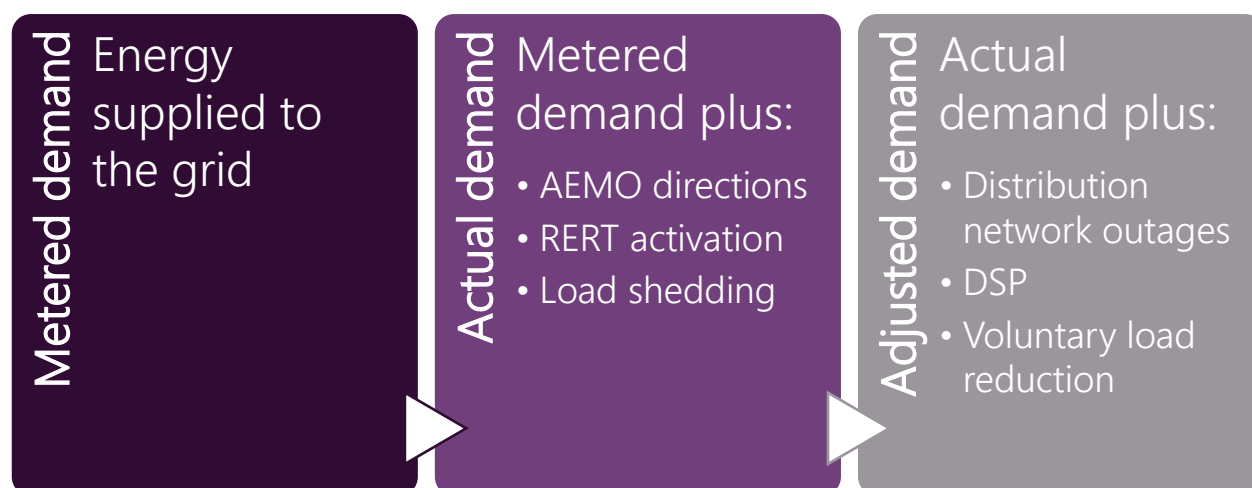 Metered demand
Energy
supplied to
the grid
Actual demand
Metered
demand plus:
• AEMO directions
• RERT activation
• Load shedding
Adjusted demand
Actual
demand plus:
• Distribution
network outages
• DSP
• Voluntary load
reduction